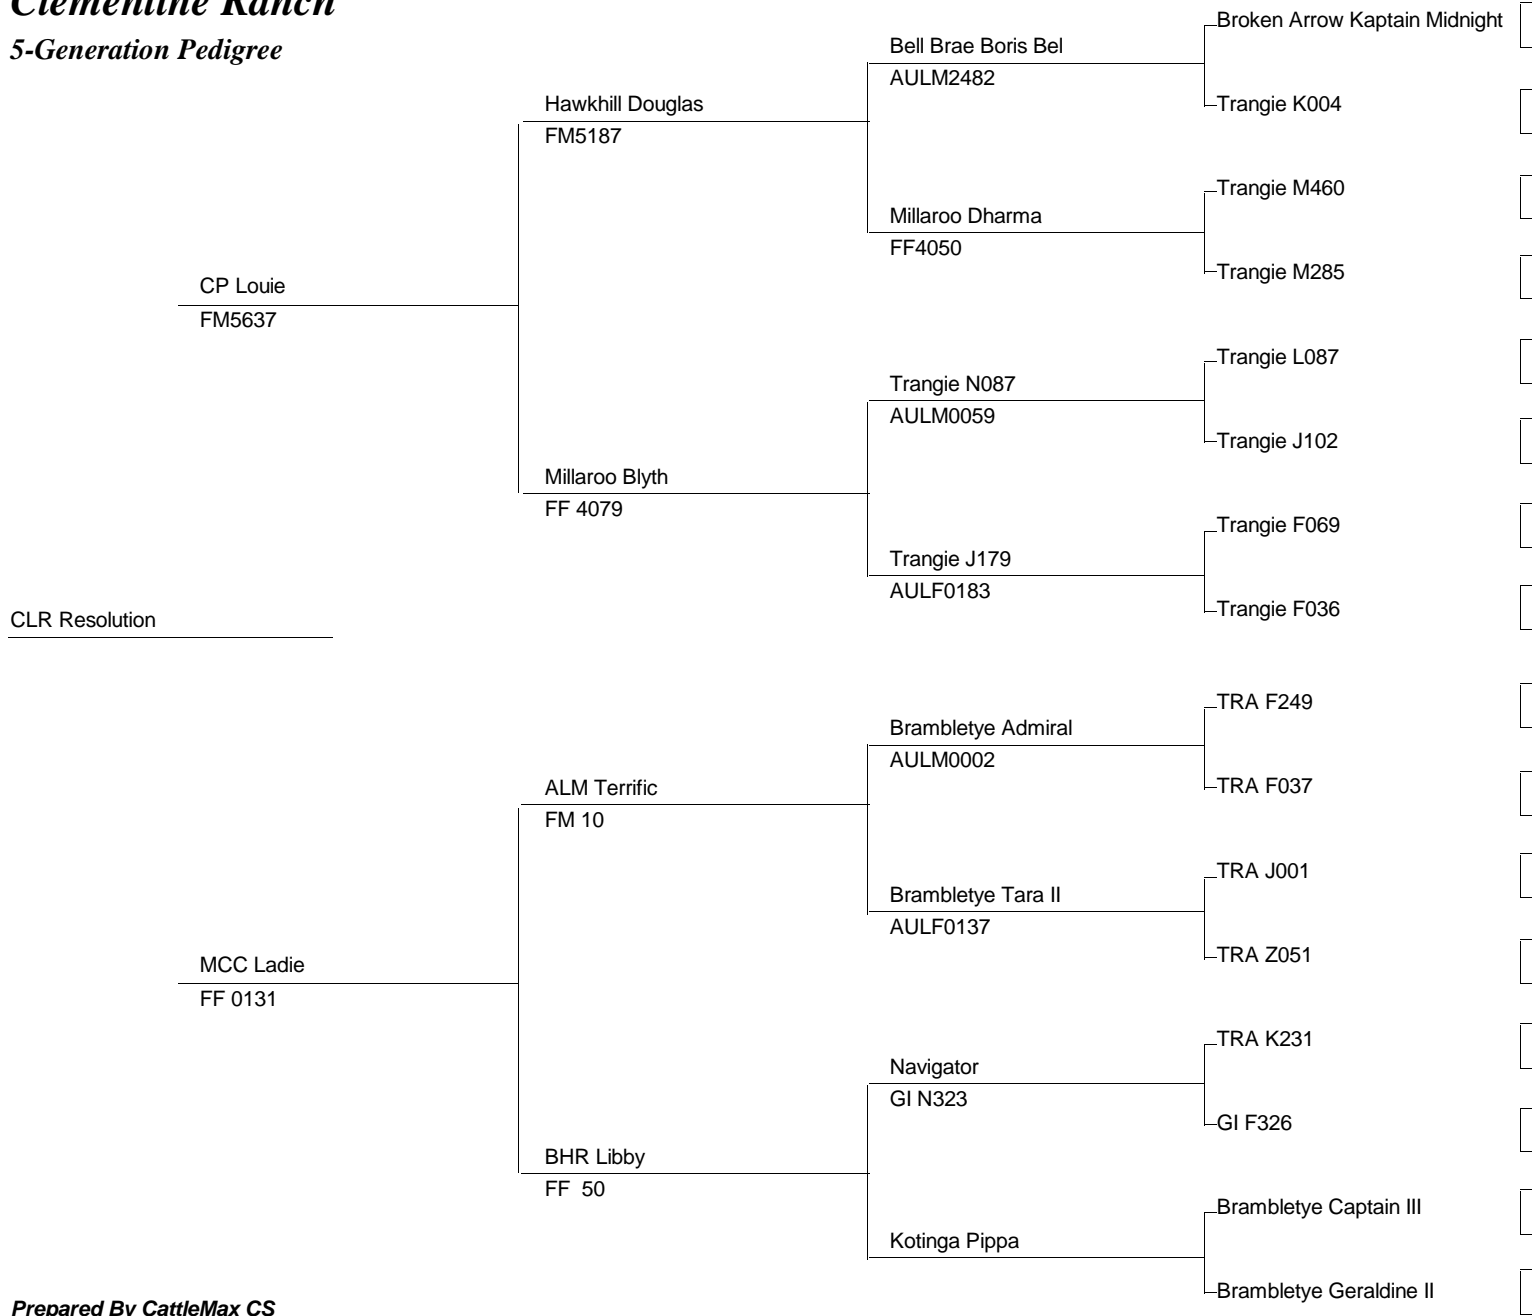 Clementine Ranch
5-Generation Pedigree
Broken Arrow Kaptain Midnight
Bell Brae Boris Bel
AULM2482
Trangie K004
Hawkhill Douglas
FM5187
Trangie M460
Millaroo Dharma
FF4050
Trangie M285
CP Louie
FM5637
Trangie L087
Trangie N087
AULM0059
Trangie J102
Millaroo Blyth
FF 4079
Trangie F069
Trangie J179
AULF0183
Trangie F036
CLR Resolution
TRA F249
Brambletye Admiral
AULM0002
TRA F037
ALM Terrific
FM 10
TRA J001
Brambletye Tara II
AULF0137
TRA Z051
MCC Ladie
FF 0131
TRA K231
Navigator
GI N323
GI F326
BHR Libby
FF  50
Brambletye Captain III
Kotinga Pippa
Brambletye Geraldine II
Prepared By CattleMax CS